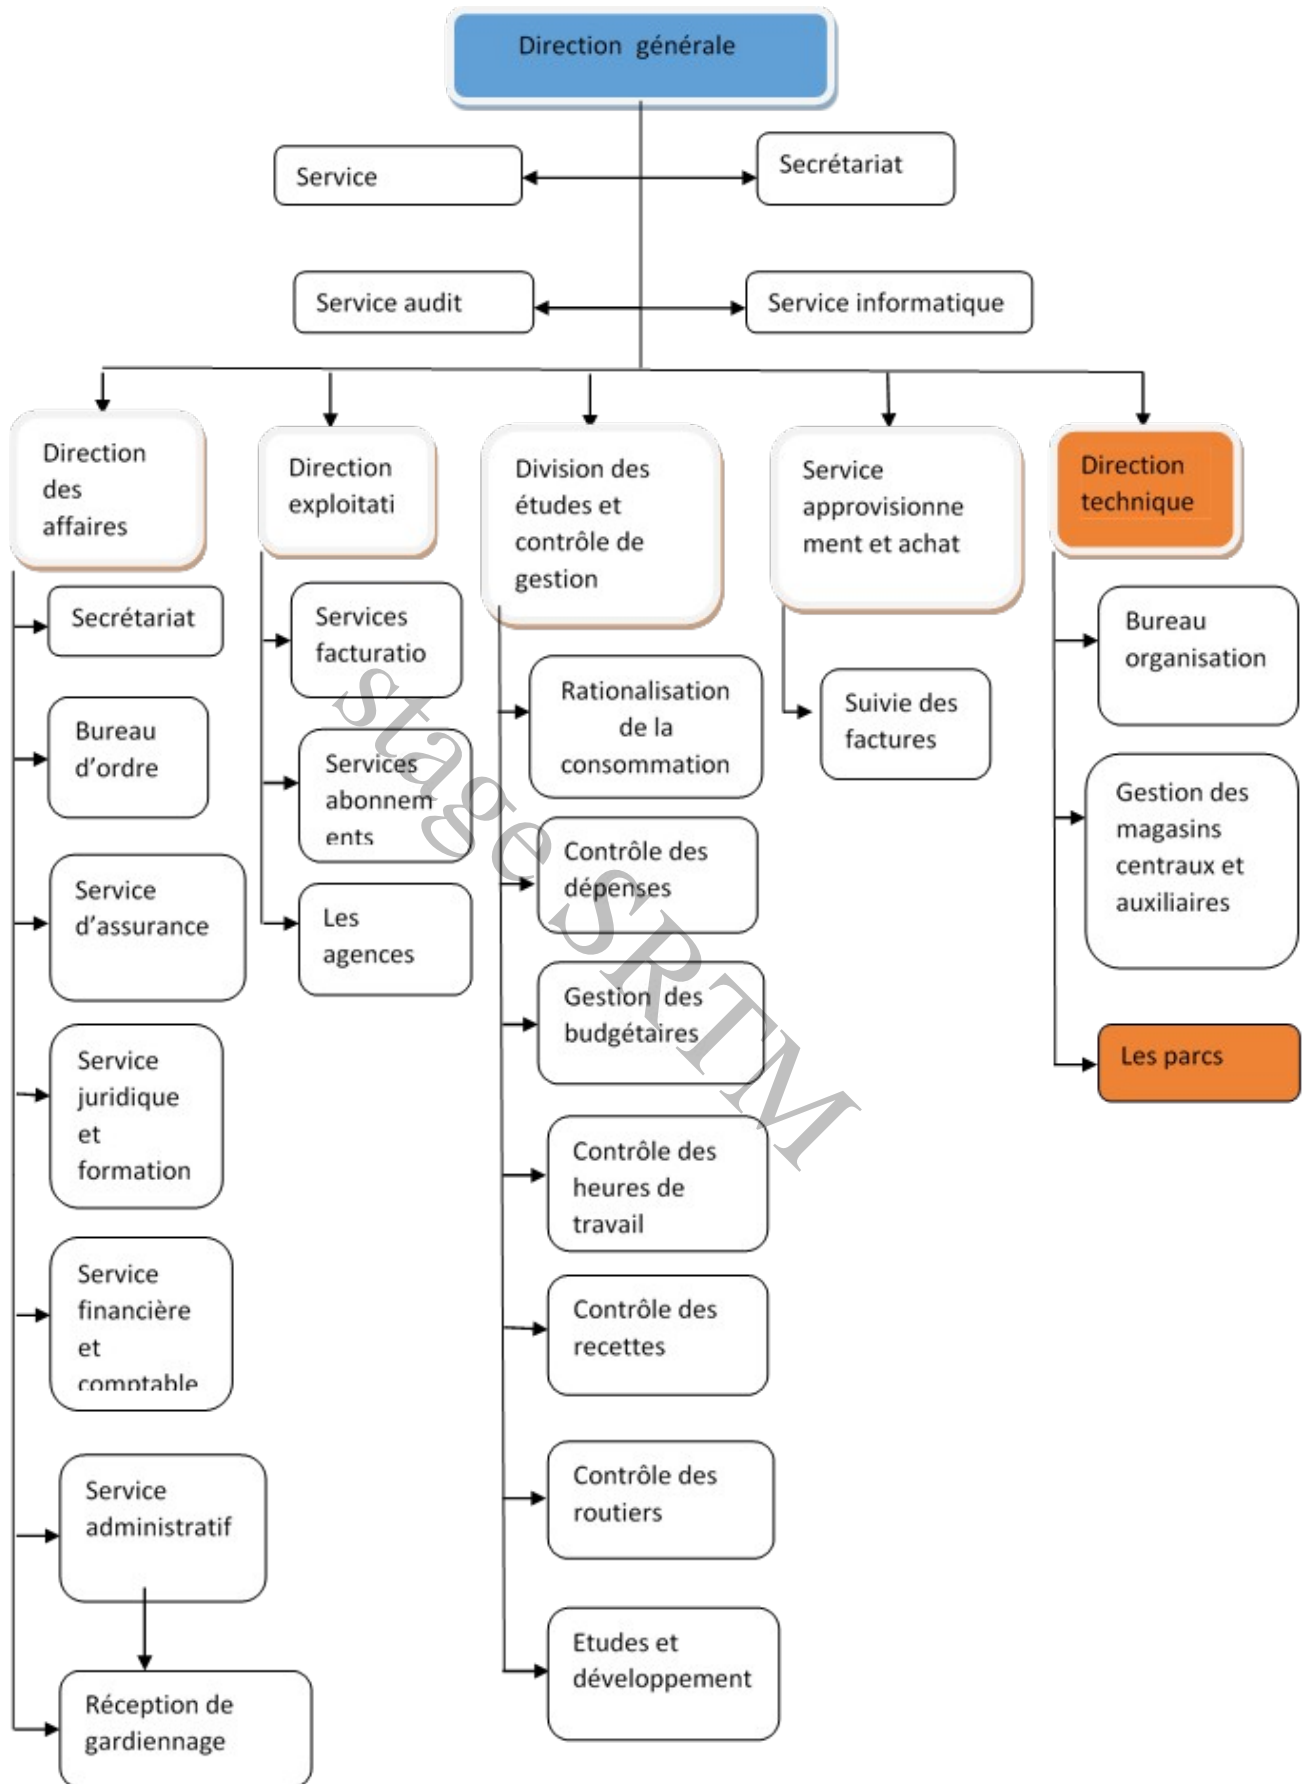 Direction générale
Service
Secrétariat
Service audit
Service informatique
Direction
des
affaires
Direction
exploitati
Division des
études et
contrôle de
gestion
Service
approvisionne
ment et achat
Direction
technique
Secrétariat
Bureau
d'ordre
Service
d'assurance
Service
juridique
et
formation
Service
financière
et
comptable
Service
administratif
Réception de
gardiennage
Services
facturatio
Services
abonnem
ents
Les
agences
Rationalisation
de la
consommation
Contrôle des
dépenses
Gestion des
budgétaires
Contrôle des
heures de
travail
Contrôle des
recettes
Contrôle des
routiers
Etudes et
développement
Suivie des
factures
Bureau
organisation
Gestion des
magasins
centraux et
auxiliaires
Les parcs
stage SRTM